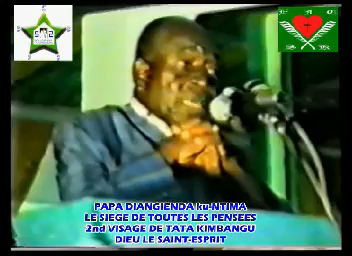 PAPA DIANGIENDA ku-NTIMA
LE SIEGE DE TOUTES LES PENSEES
2nd VISAGE DE TATA KIMBANGU
DIEU LE SAINT-ESPRIT